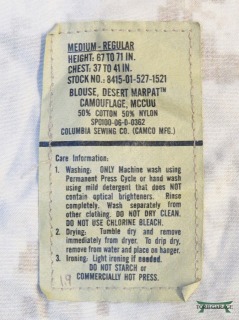 MEDIUM - REGULAR
HEIGHT: 67 TO 71 IN.
CHEST: 37 TO 41 IN.
STOCK NO.: 8415-01-527-1521
BLOUSE, DESERT MARPAT™
CAMOUFLAGE, MCCUU
50% COTTON 50% NYLON
SPO100-06-D-0362
COLUMBIA SEWING CO. (CAMCO MFG.)
Care Information:
1. Washing: ONLY Machine wash using
Permanent Press Cycle or hand wash
using mild detergent that does NOT
contain optical brighteners. Rinse
completely. Wash separately from
other clothing. DO NOT DRY CLEAN.
DO NOT USE CHLORINE BLEACH.
2. Drying: Tumble dry and remove
immediately from dryer. To drip dry,
remove from water and place on hanger.
3. Ironing: Light ironing if needed.
DO NOT STARCH or
COMMERCIALLY HOT PRESS.
19